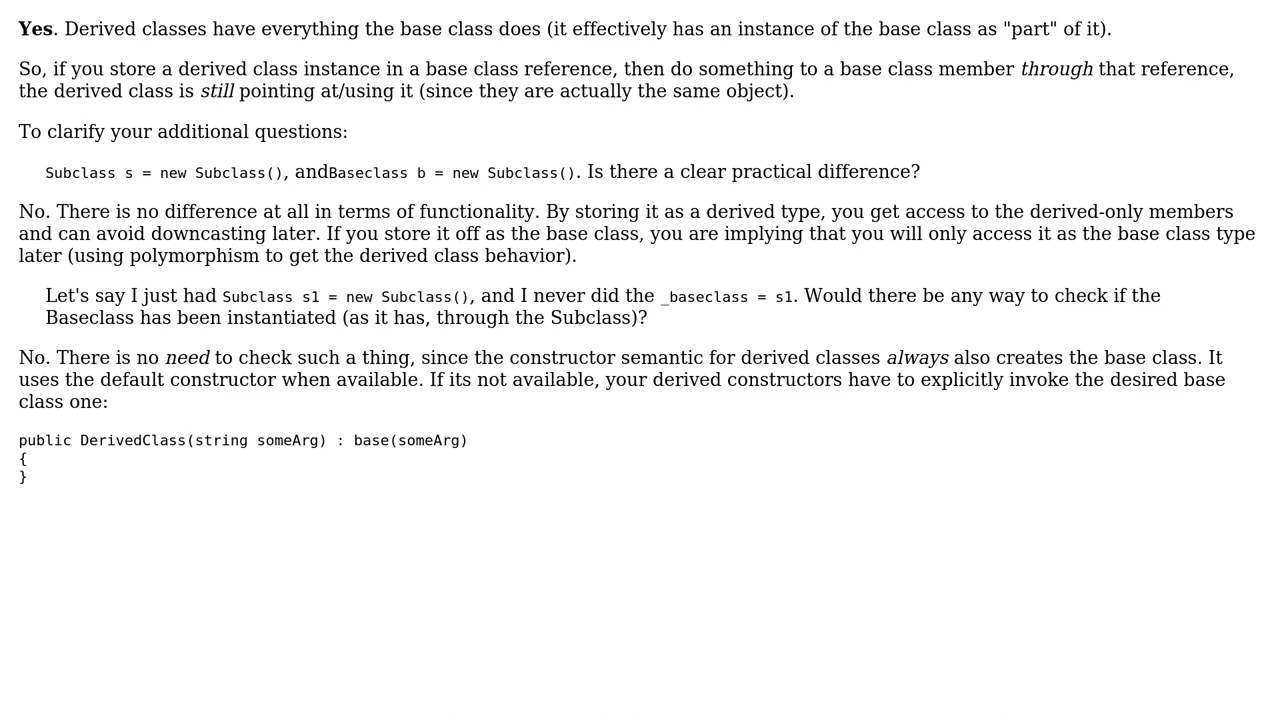 Yes. Derived classes have everything the base class does (it effectively has an instance of the base class as "part" of it).
So, if you store a derived class instance in a base class reference, then do something to a base class member through that reference,
the derived class is still pointing at/using it (since they are actually the same object).
To clarify your additional questions:
Subclass s = new Subclass(), andBaseclass b = new Subclass(). Is there a clear practical difference?
No. There is no difference at all in terms of functionality. By storing it as a derived type, you get access to the derived-only members
and can avoid downcasting later. If you store it off as the base class, you are implying that you will only access it as the base class type
later (using polymorphism to get the derived class behavior).
Let's say I just had Subclass s1 = new Subclass(), and I never did the _baseclass = s1. Would there be any way to check if the
Baseclass has been instantiated (as it has, through the Subclass)?
No. There is no need to check such a thing, since the constructor semantic for derived classes always also creates the base class. It
uses the default constructor when available. If its not available, your derived constructors have to explicitly invoke the desired base
class one:
public DerivedClass(string someArg) : base(someArg)
{
}